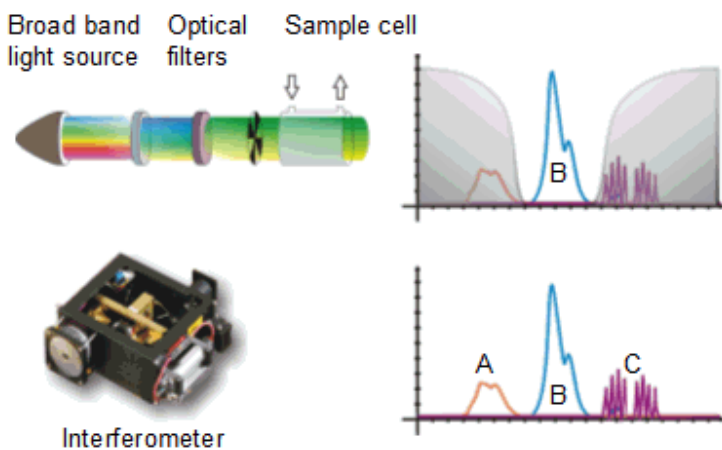 Broad band
light source
Optical
filters
Sample cell
B
Interferometer
A
B
C